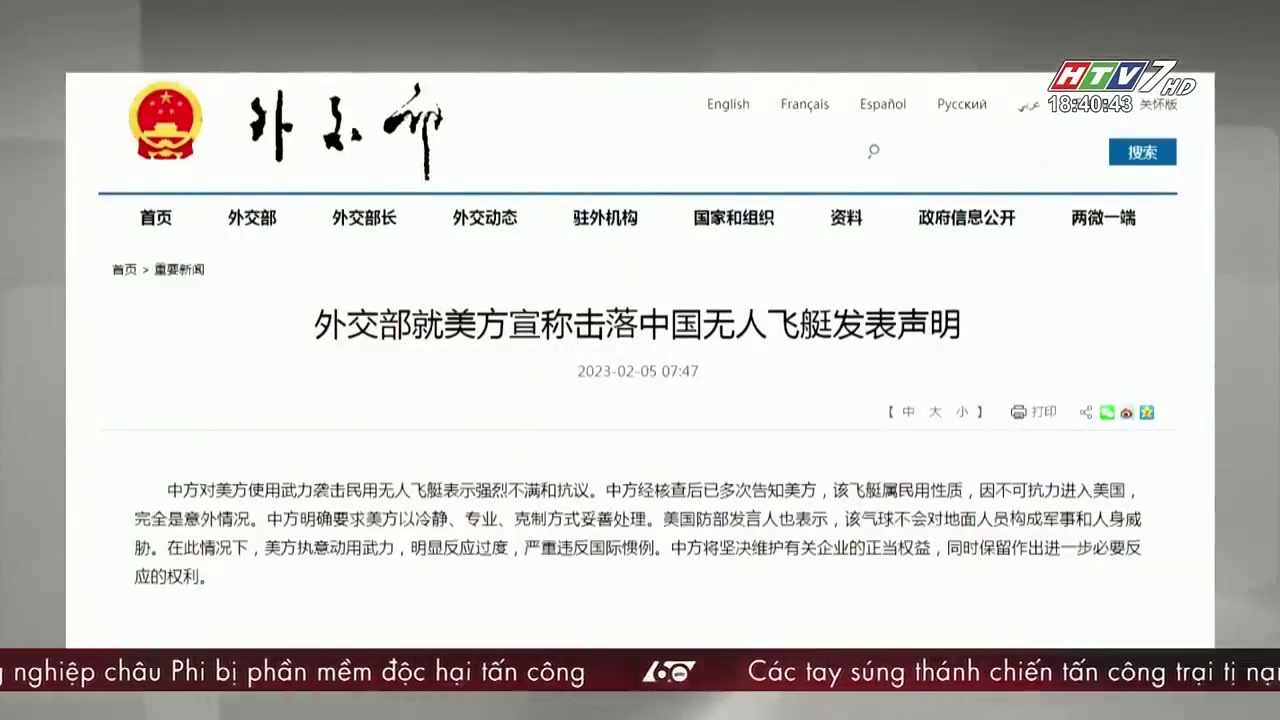 HTV7 HD
18:40:43
外交部
English Français Español Русский عربي 关怀版
搜索
首页 外交部 外交部长 外交动态 驻外机构 国家和组织 资料 政府信息公开 两微一端
首页 > 重要新闻
外交部就美方宣称击落中国无人飞艇发表声明
2023-02-05 07:47
【 中 大 小 】 打印
中方对美方使用武力袭击民用无人飞艇表示强烈不满和抗议。中方经核查后已多次告知美方，该飞艇属民用性质，因不可抗力进入美国，
完全是意外情况。中方明确要求美方以冷静、专业、克制方式妥善处理。美国国防部发言人也表示，该气球不会对地面人员构成军事和人身威
胁。在此情况下，美方执意动用武力，明显反应过度，严重违反国际惯例。中方将坚决维护有关企业的正当权益，同时保留作出进一步必要反
应的权利。
g nghiệp châu Phi bị phần mềm độc hại tấn công 60 Các tay súng thánh chiến tấn công trại tị nạn